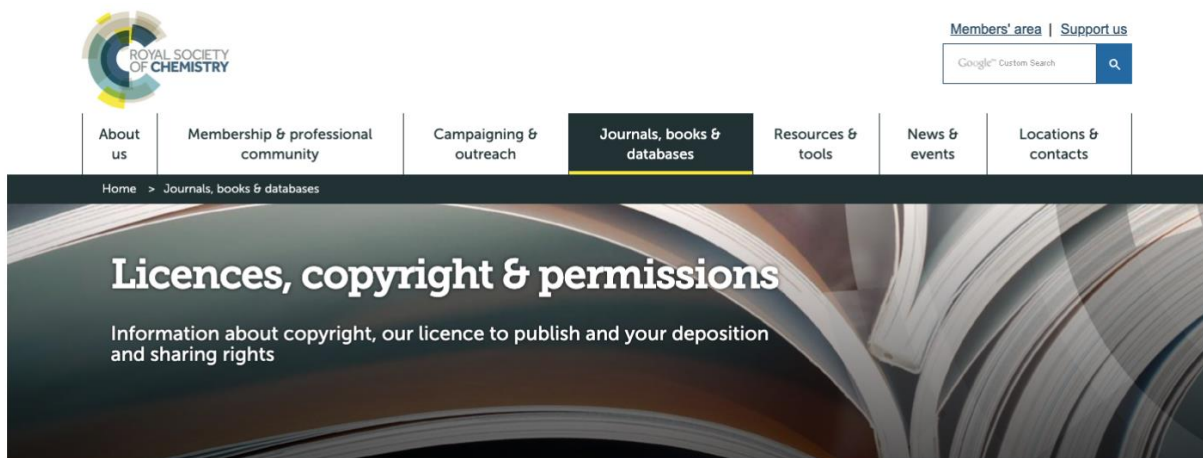 Members' area | Support us
ROYAL SOCIETY
OF CHEMISTRY
Google™ Custom Search
About
us
Membership & professional
community
Campaigning &
outreach
Journals, books &
databases
Resources &
tools
News &
events
Locations &
contacts
Home > Journals, books & databases
Licences, copyright & permissions
Information about copyright, our licence to publish and your deposition
and sharing rights